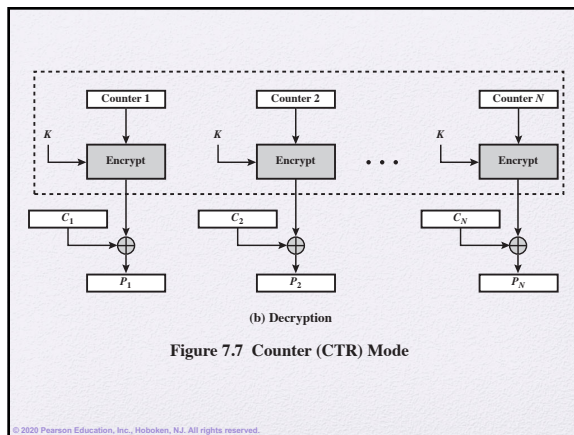 Counter 1 Counter 2 Counter N
K K K
Encrypt Encrypt • • • Encrypt
C1 C2 CN
P1 P2 PN
(b) Decryption
Figure 7.7 Counter (CTR) Mode
© 2020 Pearson Education, Inc., Hoboken, NJ. All rights reserved.